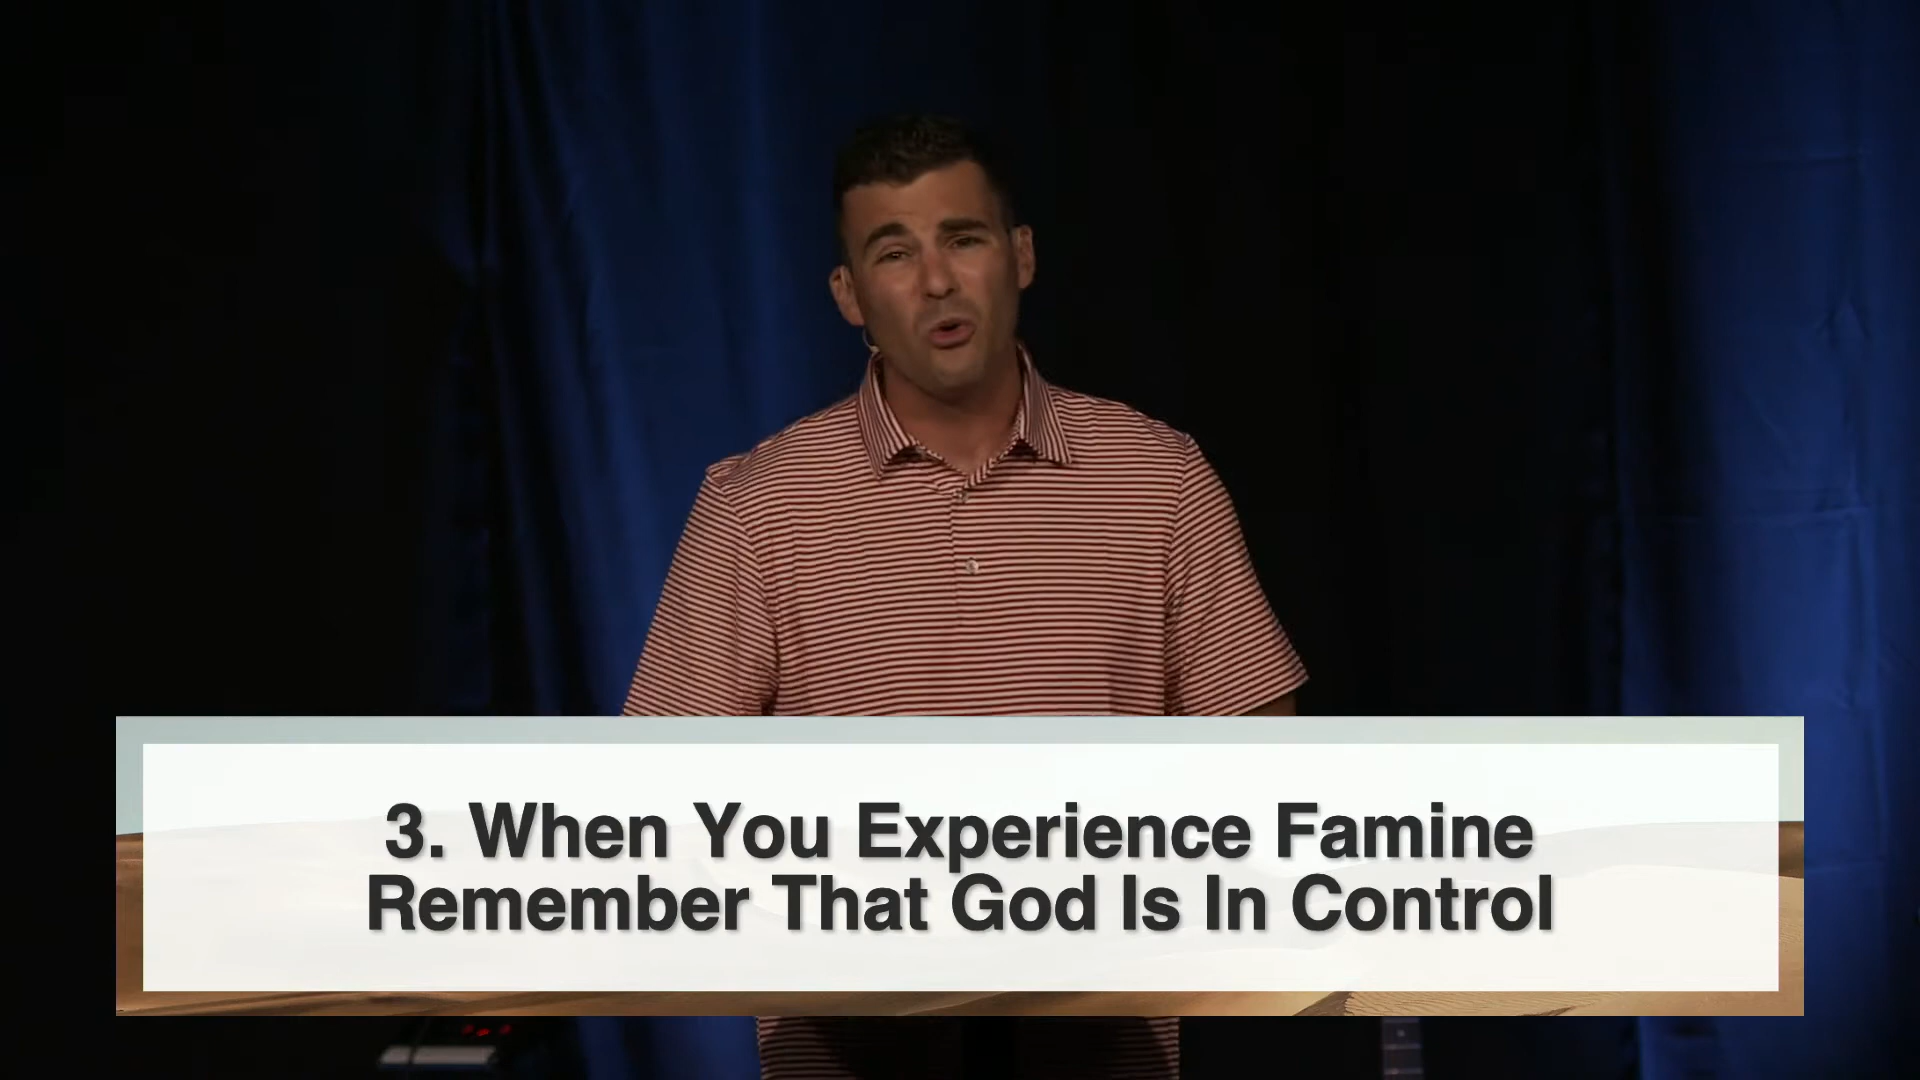 3. When You Experience Famine
Remember That God Is In Control